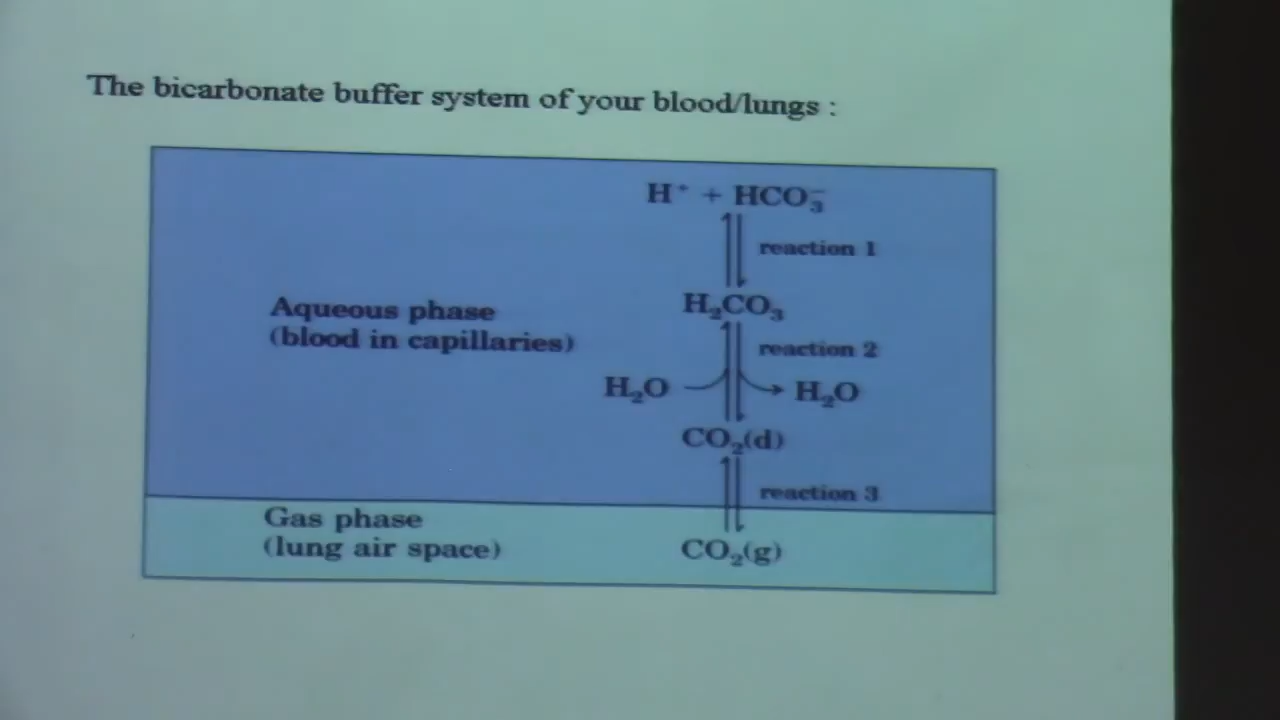 The bicarbonate buffer system of your blood/lungs :
H⁺ + HCO₃⁻
reaction 1
Aqueous phase
(blood in capillaries)
H₂CO₃
reaction 2
H₂O
H₂O
CO₂(d)
reaction 3
Gas phase
(lung air space)
CO₂(g)